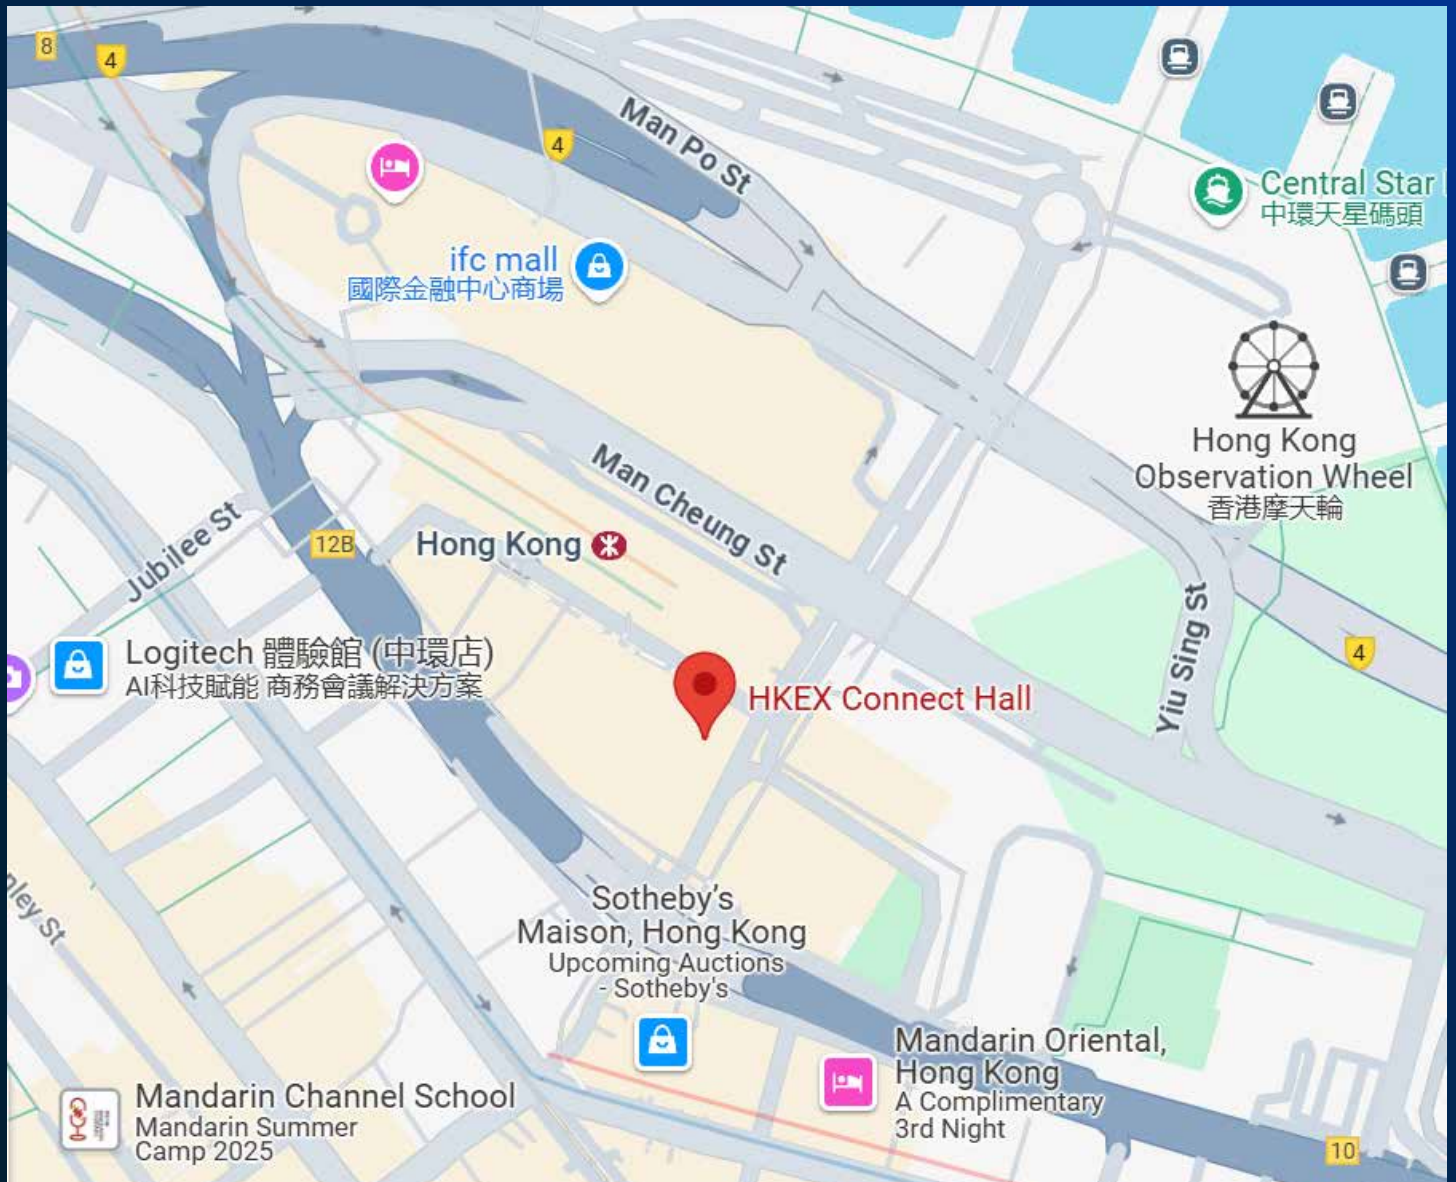 8
4
4
Man Po St
Central Star
中環天星碼頭
ifc mall
國際金融中心商場
Hong Kong
Observation Wheel
香港摩天輪
Man Cheung St
Jubilee St
12B
Hong Kong
Yiu Sing St
4
Logitech 體驗館 (中環店)
AI科技賦能 商務會議解決方案
HKEX Connect Hall
nley St
Sotheby's
Maison, Hong Kong
Upcoming Auctions
- Sotheby's
Mandarin Oriental,
Hong Kong
A Complimentary
3rd Night
Mandarin Channel School
Mandarin Summer
Camp 2025
10